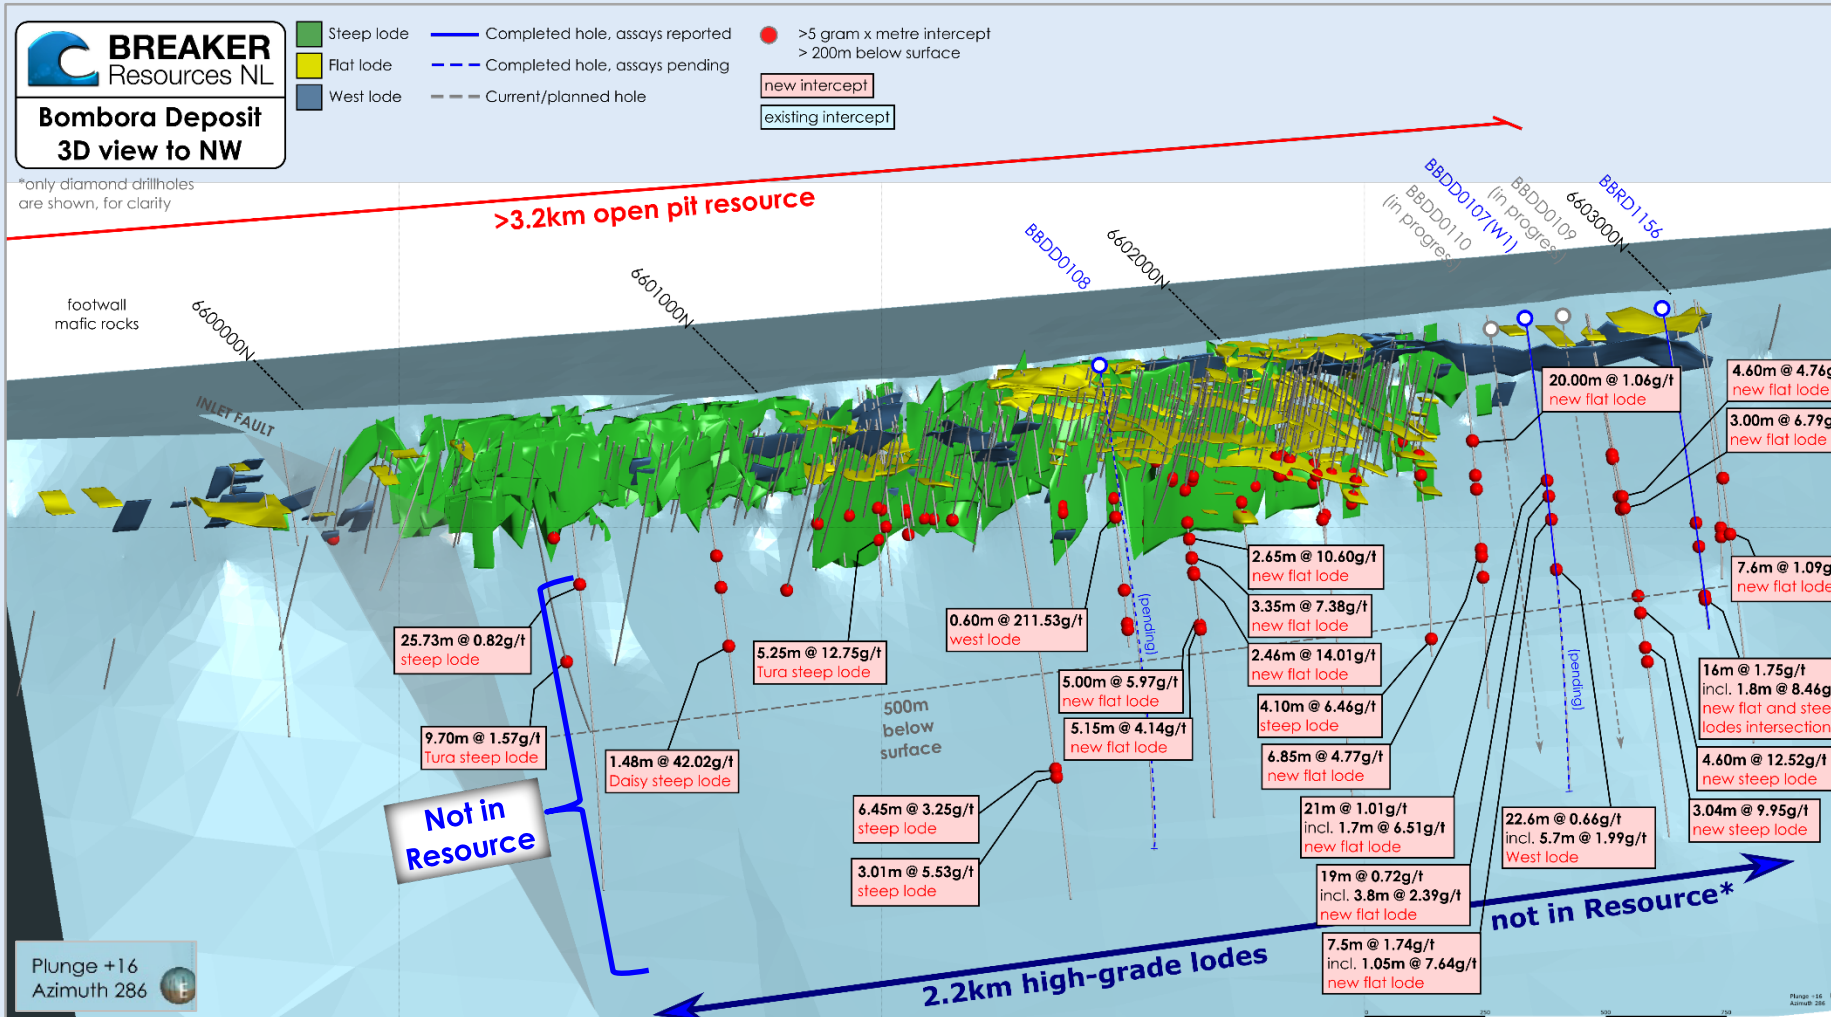 BREAKER
Resources NL
Bombora Deposit
3D view to NW
*only diamond drillholes
are shown, for clarity
Steep lode
Flat lode
West lode
Completed hole, assays reported
Completed hole, assays pending
Current/planned hole
>5 gram x metre intercept
> 200m below surface
new intercept
existing intercept
>3.2km open pit resource
footwall
mafic rocks
6600000N
6601000N
BBDD0108
6602000N
BBDD0110
(in progress)
BBDD0107(W1)
BBDD0109
(in progress)
6603000N
BBRD1156
INLET FAULT
20.00m @ 1.06g/t
new flat lode
4.60m @ 4.76g
new flat lode
3.00m @ 6.79g
new flat lode
7.6m @ 1.09g
new flat lode
25.73m @ 0.82g/t
steep lode
9.70m @ 1.57g/t
Tura steep lode
1.48m @ 42.02g/t
Daisy steep lode
5.25m @ 12.75g/t
Tura steep lode
0.60m @ 211.53g/t
west lode
(pending)
2.65m @ 10.60g/t
new flat lode
3.35m @ 7.38g/t
new flat lode
2.46m @ 14.01g/t
new flat lode
5.00m @ 5.97g/t
new flat lode
5.15m @ 4.14g/t
new flat lode
4.10m @ 6.46g/t
steep lode
6.85m @ 4.77g/t
new flat lode
500m
below
surface
6.45m @ 3.25g/t
steep lode
3.01m @ 5.53g/t
steep lode
21m @ 1.01g/t
incl. 1.7m @ 6.51g/t
new flat lode
19m @ 0.72g/t
incl. 3.8m @ 2.39g/t
new flat lode
7.5m @ 1.74g/t
incl. 1.05m @ 7.64g/t
new flat lode
(pending)
22.6m @ 0.66g/t
incl. 5.7m @ 1.99g/t
West lode
16m @ 1.75g/t
incl. 1.8m @ 8.46g
new flat and stee
lodes intersection
4.60m @ 12.52g/t
new steep lode
3.04m @ 9.95g/t
new steep lode
Not in
Resource
2.2km high-grade lodes
not in Resource*
Plunge +16
Azimuth 286
E
Plunge +16
Azimuth 286
0
250
500
750